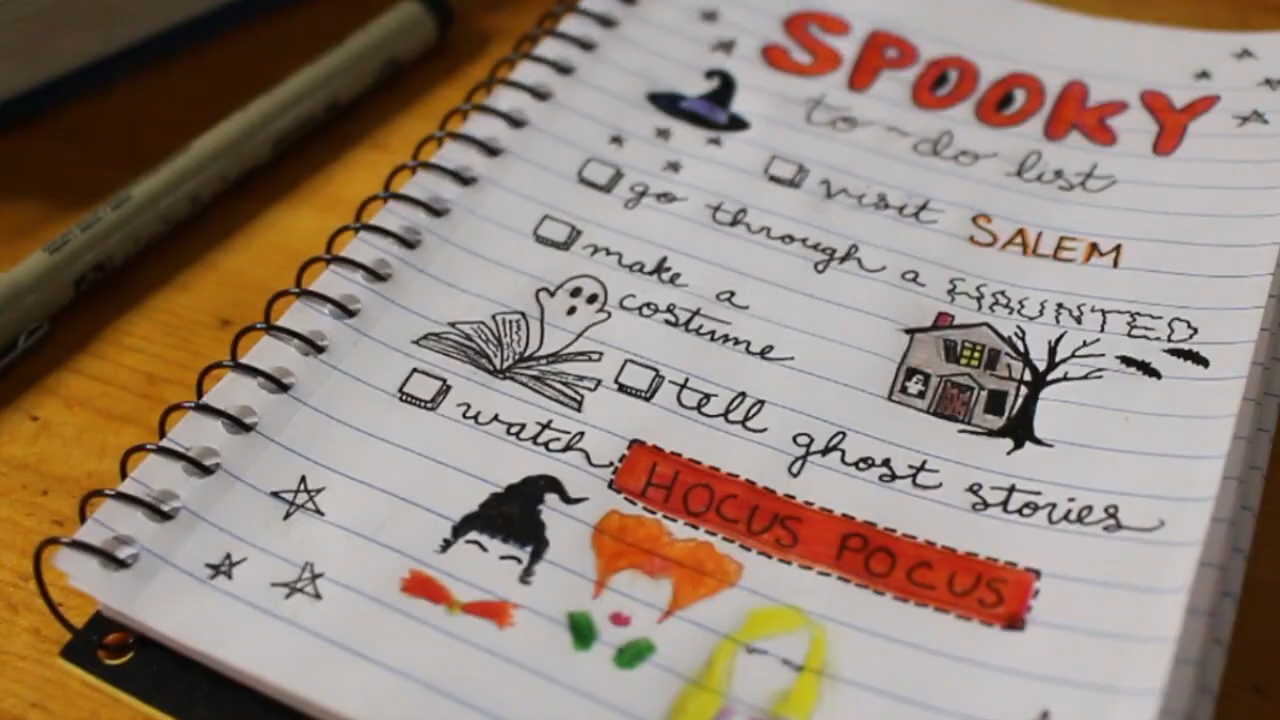 SPOOKY
to-do list
visit SALEM
go through a HAUNTED
make a
costume
tell ghost stories
watch HOCUS POCUS